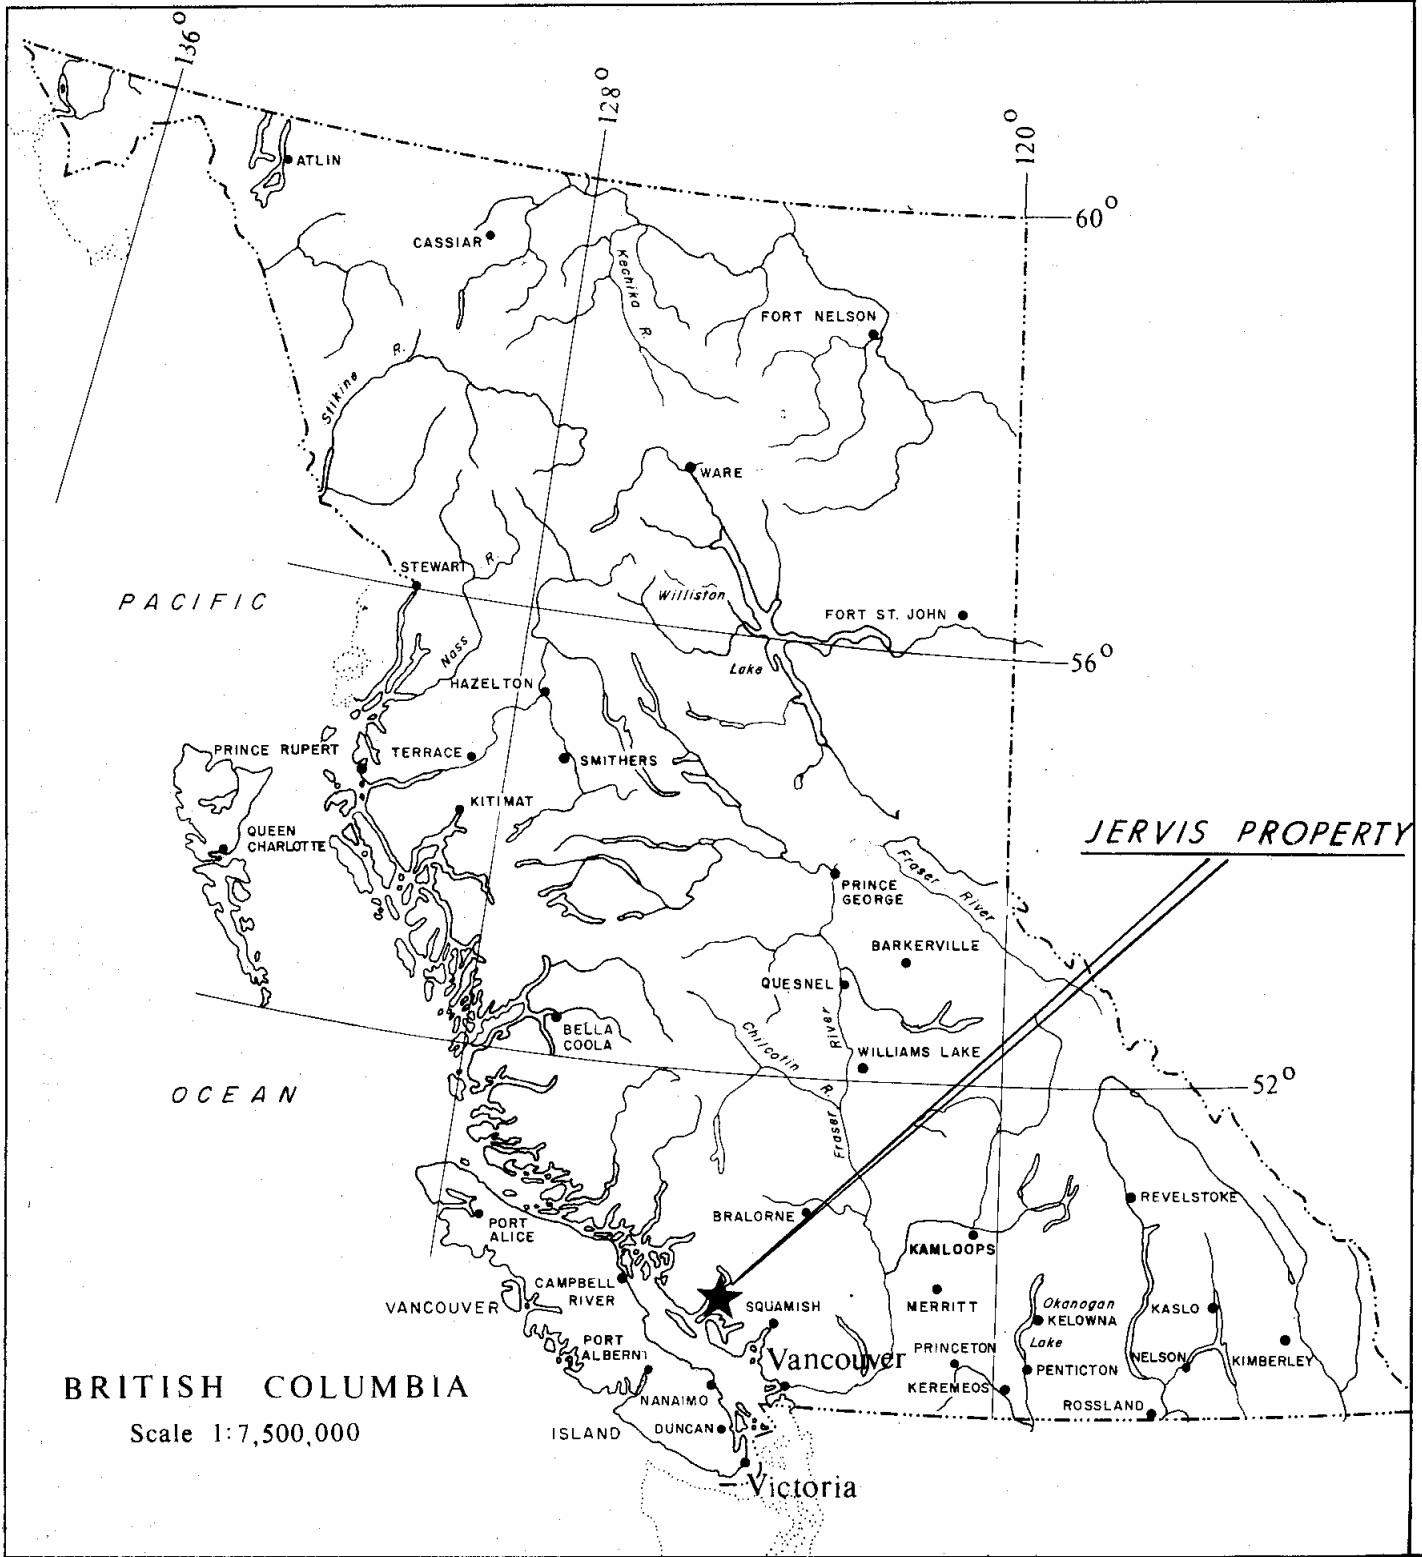 136°
128°
120°
ATLIN
60°
CASSIAR
Kechika R.
FORT NELSON
Stikine R.
WARE
STEWART
PACIFIC
Williston
Lake
FORT ST. JOHN
Nass R.
56°
HAZELTON
PRINCE RUPERT
TERRACE
SMITHERS
KITIMAT
QUEEN
CHARLOTTE
JERVIS PROPERTY
Fraser River
PRINCE
GEORGE
BARKERVILLE
QUESNEL
BELLA
COOLA
Chilcotin R.
Fraser River
WILLIAMS LAKE
52°
OCEAN
REVELSTOKE
BRALORNE
PORT
ALICE
KAMLOOPS
CAMPBELL
RIVER
VANCOUVER
SQUAMISH
MERRITT
Okanogan
KELOWNA
Lake
KASLO
PORT
ALBERNI
Vancouver
PRINCETON
PENTICTON
NELSON
KIMBERLEY
BRITISH COLUMBIA
NANAIMO
KEREMEOS
ROSSLAND
Scale 1:7,500,000
ISLAND
DUNCAN
Victoria